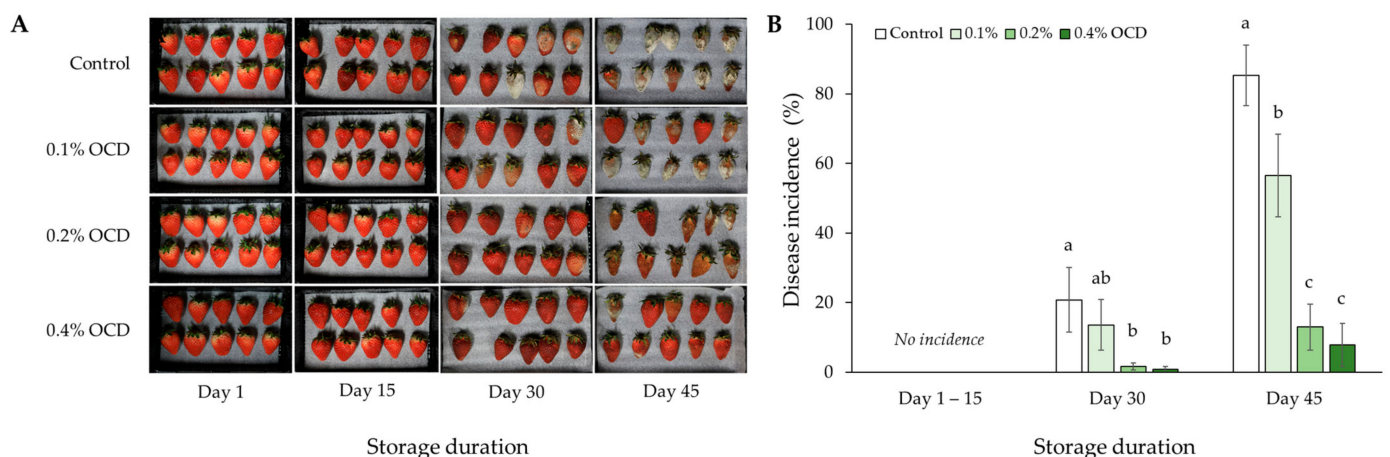 A
Control
0.1% OCD
0.2% OCD
0.4% OCD
Day 1
Day 15
Day 30
Day 45
Storage duration
B
Disease incidence (%)
100
80
60
40
20
0
Control 0.1% 0.2% 0.4% OCD
No incidence
a
ab
b
b
a
b
c
c
Day 1 – 15
Day 30
Day 45
Storage duration